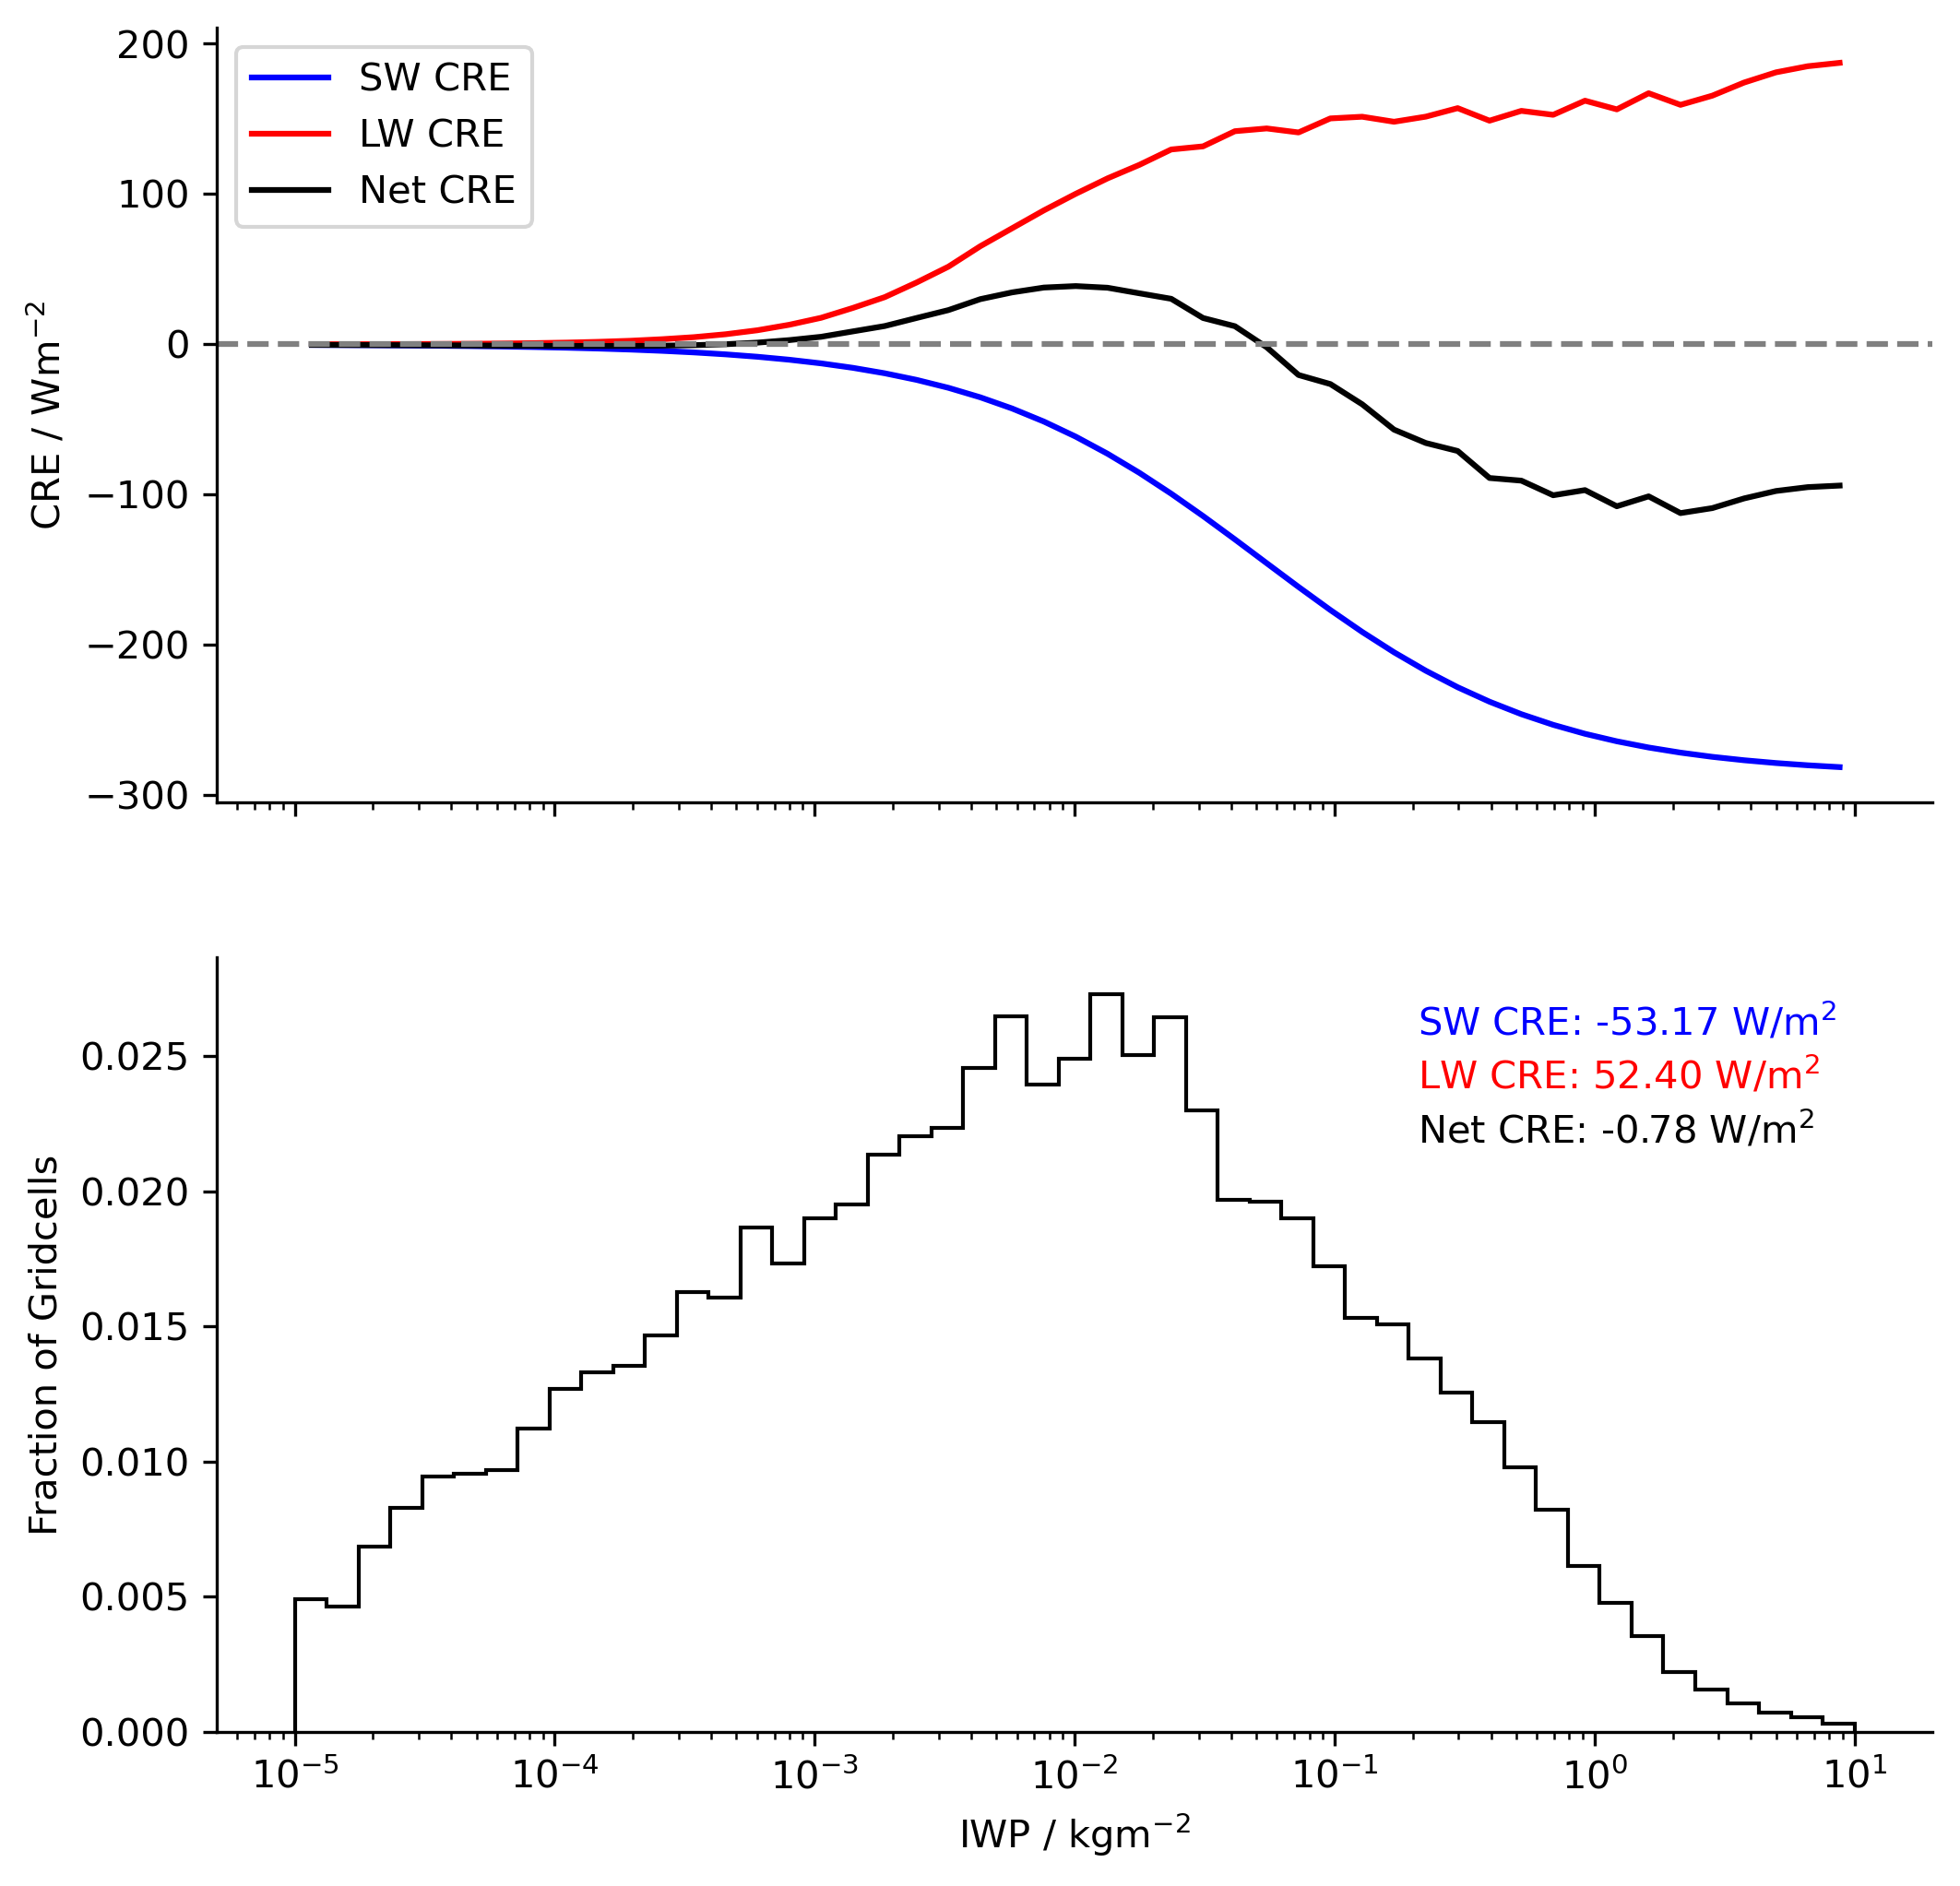 200
100
0
−100
−200
−300
CRE / Wm⁻²
SW CRE
LW CRE
Net CRE
0.025
0.020
0.015
0.010
0.005
0.000
Fraction of Gridcells
SW CRE: -53.17 W/m²
LW CRE: 52.40 W/m²
Net CRE: -0.78 W/m²
10⁻⁵ 10⁻⁴ 10⁻³ 10⁻² 10⁻¹ 10⁰ 10¹
IWP / kgm⁻²